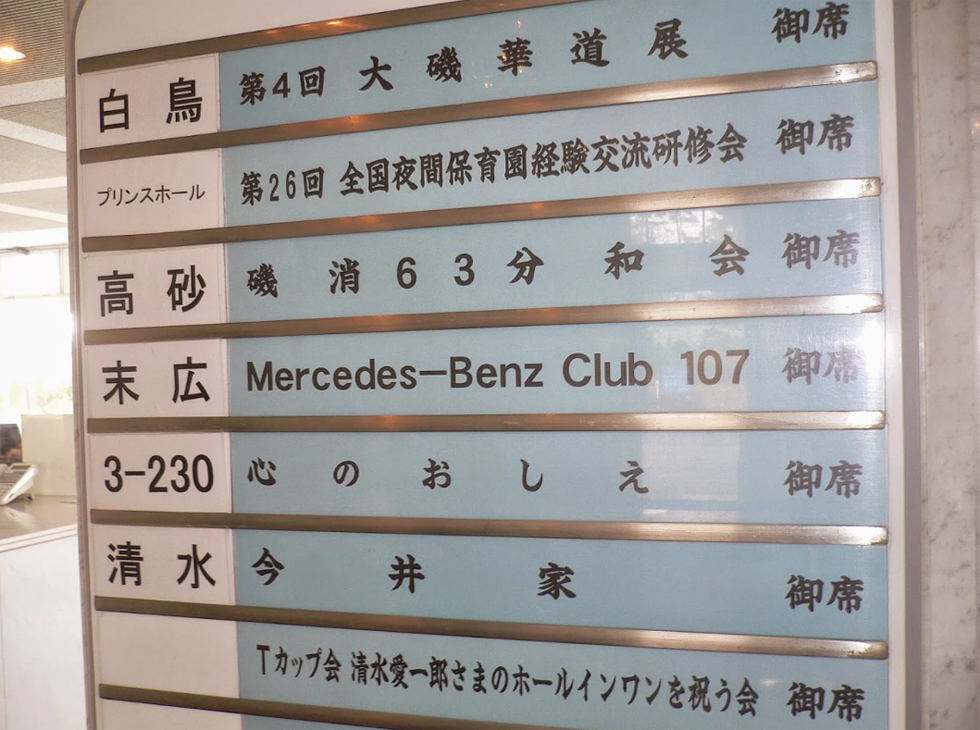 白鳥 第4回 大磯華道展 御席
プリンスホール 第26回 全国夜間保育園経験交流研修会 御席
高砂 磯消63分和会 御席
末広 Mercedes-Benz Club 107 御席
3-230 心のおしえ 御席
清水 今井家 御席
Tカップ会 清水愛一郎さまのホールインワンを祝う会 御席